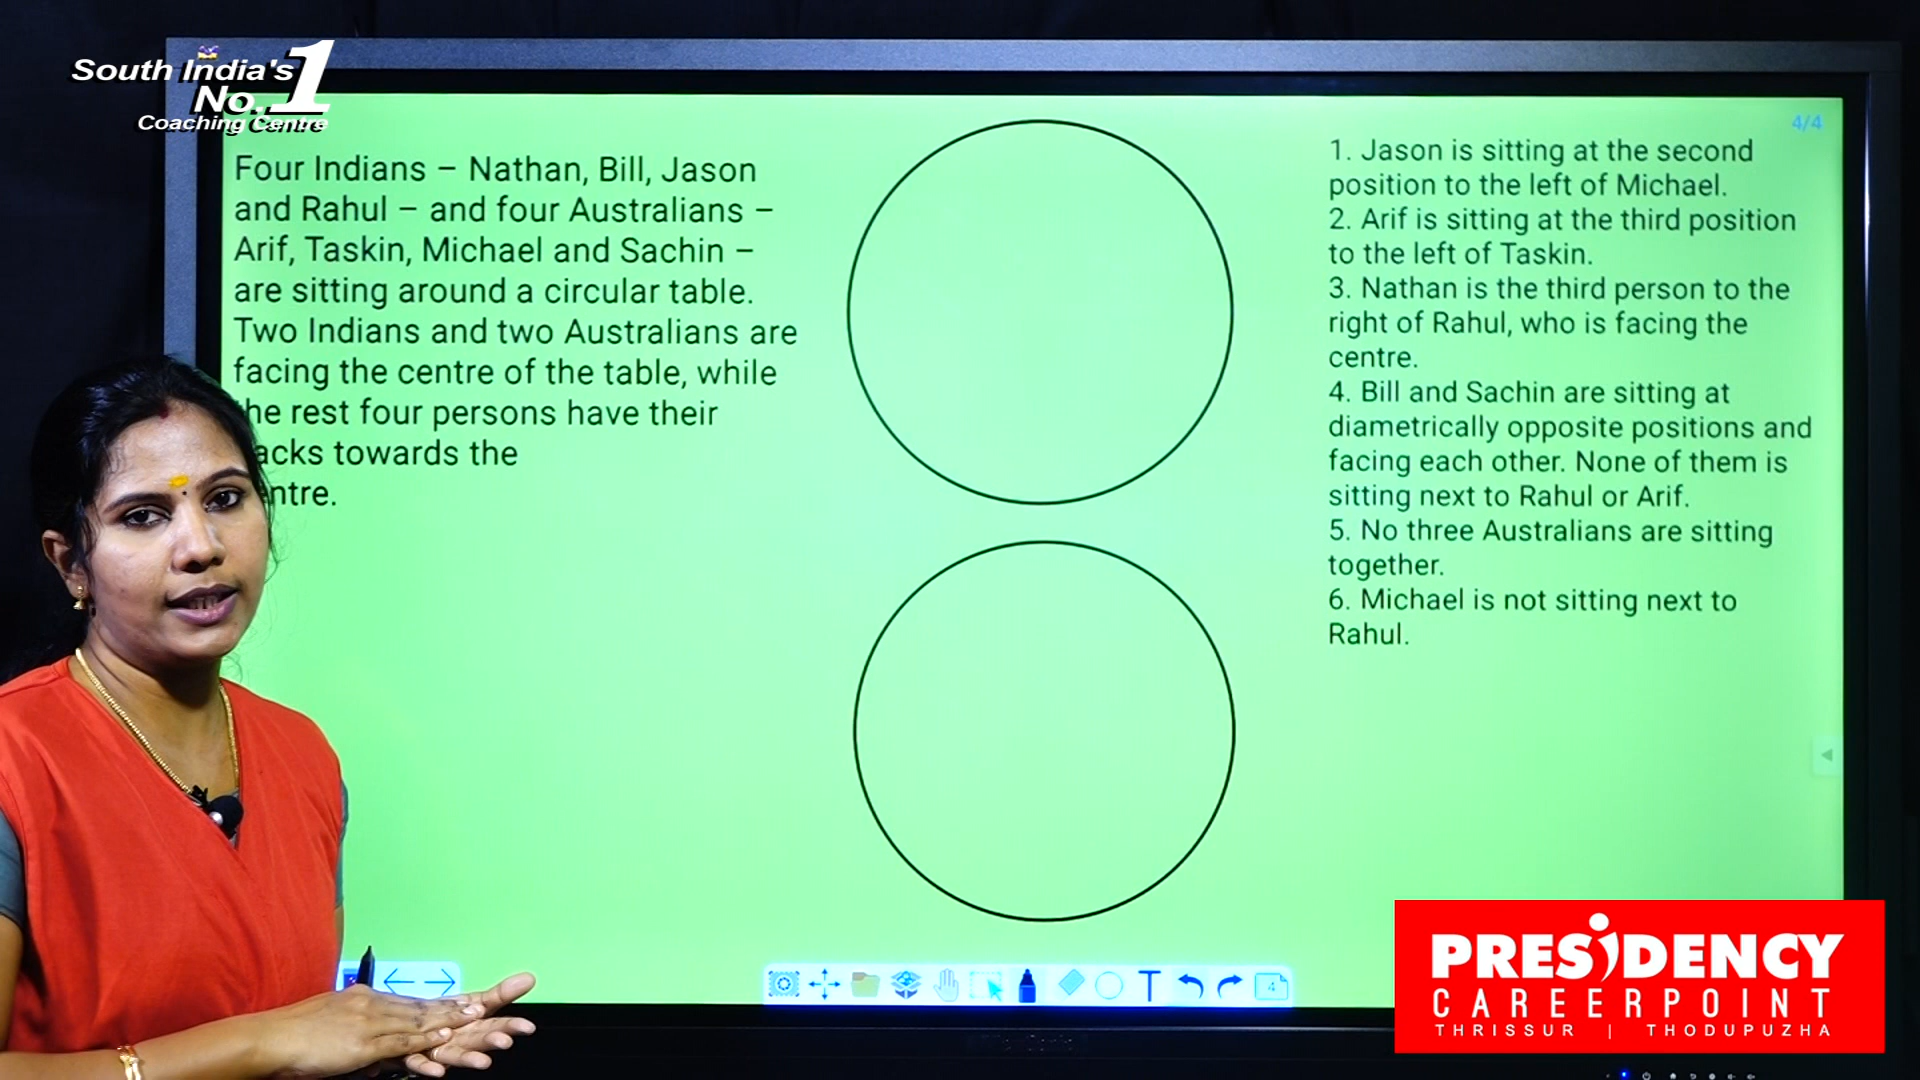 South India's
No.1
Coaching Centre
Four Indians – Nathan, Bill, Jason
and Rahul – and four Australians –
Arif, Taskin, Michael and Sachin –
are sitting around a circular table.
Two Indians and two Australians are
facing the centre of the table, while
he rest four persons have their
acks towards the
ntre.
4/4
1. Jason is sitting at the second
position to the left of Michael.
2. Arif is sitting at the third position
to the left of Taskin.
3. Nathan is the third person to the
right of Rahul, who is facing the
centre.
4. Bill and Sachin are sitting at
diametrically opposite positions and
facing each other. None of them is
sitting next to Rahul or Arif.
5. No three Australians are sitting
together.
6. Michael is not sitting next to
Rahul.
T
4
PRESiDENCY
CAREERPOINT
THRISSUR | THODUPUZHA